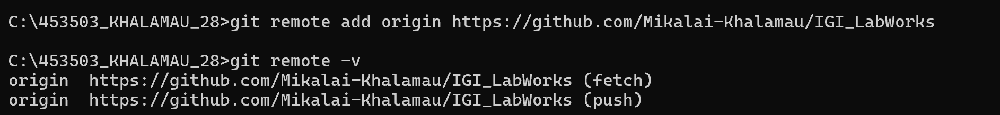 C:\453503_KHALAMAU_28>git remote add origin https://github.com/Mikalai-Khalamau/IGI_LabWorks
C:\453503_KHALAMAU_28>git remote -v
origin  https://github.com/Mikalai-Khalamau/IGI_LabWorks (fetch)
origin  https://github.com/Mikalai-Khalamau/IGI_LabWorks (push)